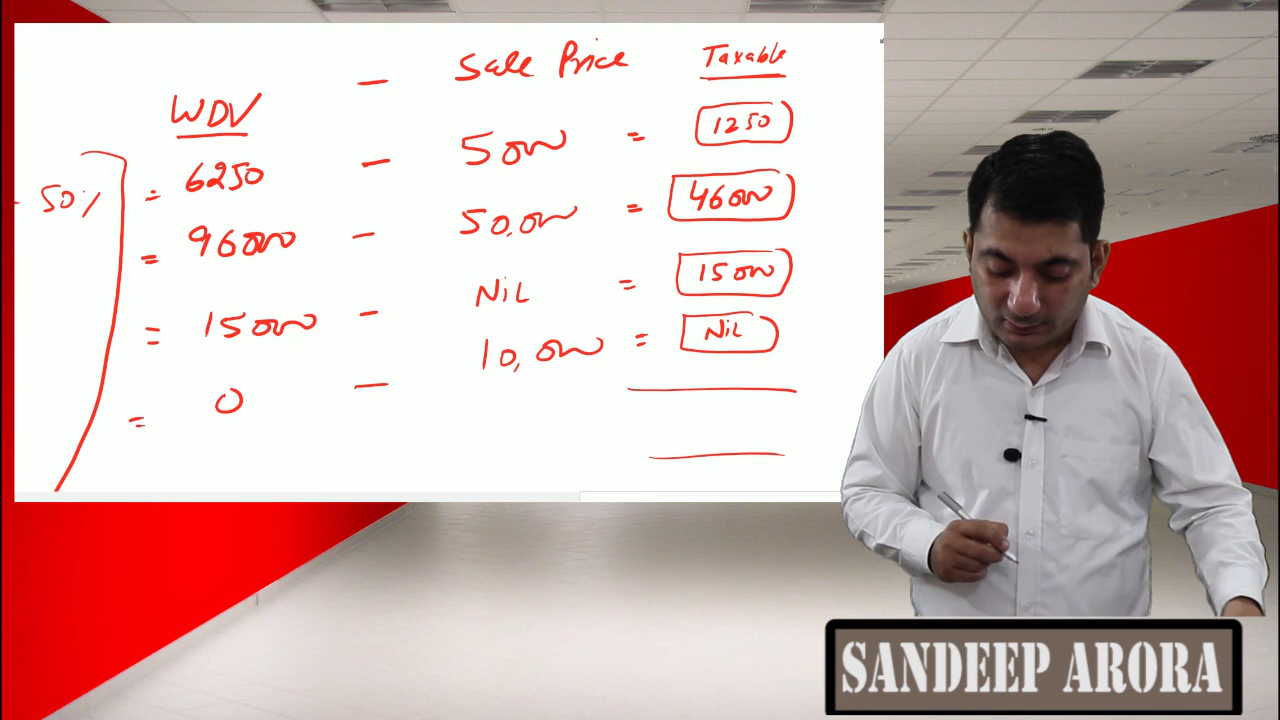 - Sale Price Taxable
WDV
= 6250 - 5000 = 1250
- 50%
= 96000 - 50,000 = 46000
= 15000 - NiL = 15000
= 0 - 10,000 = NiL
SANDEEP ARORA